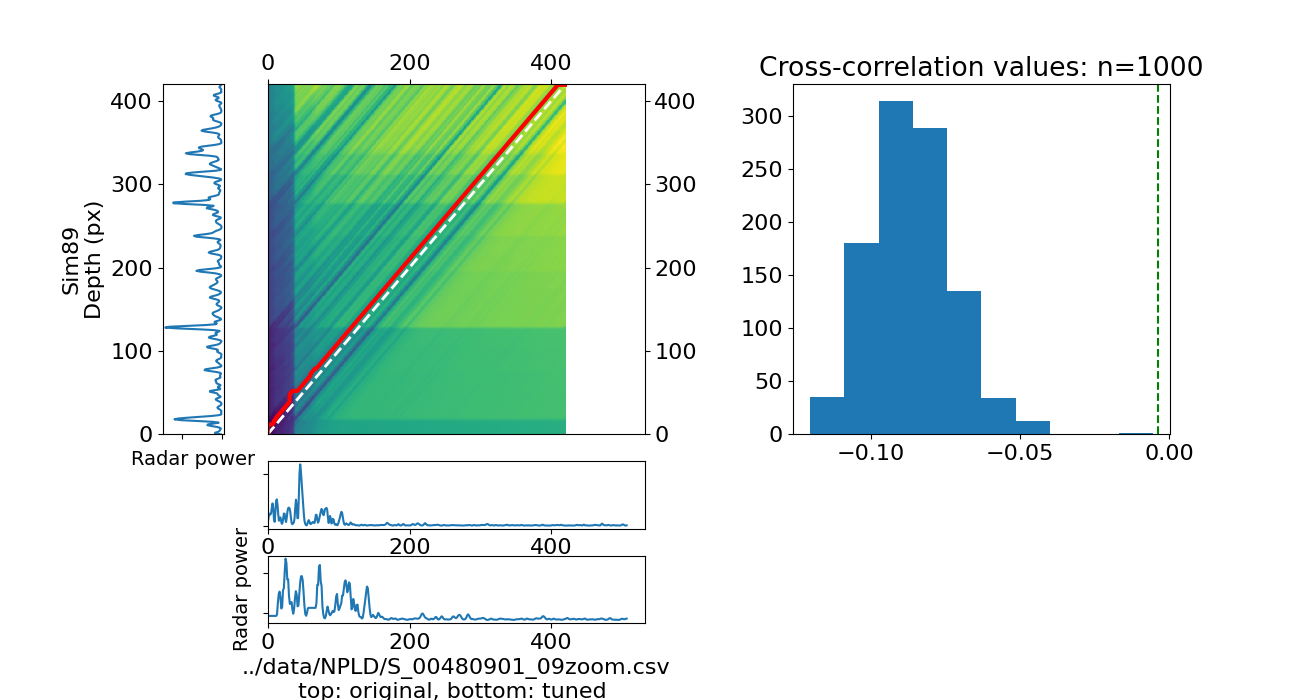 0 200 400
Cross-correlation values: n=1000
400
300
200
100
0
Sim89
Depth (px)
Radar power
400
300
200
100
0
300
250
200
150
100
50
0
−0.10 −0.05 0.00
0 200 400
Radar power
0 200 400
../data/NPLD/S_00480901_09zoom.csv
top: original, bottom: tuned